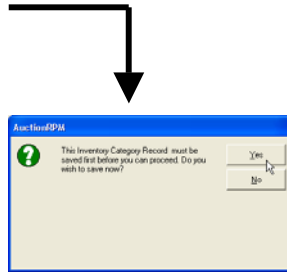 AuctionRPM
This Inventory Category Record must be
saved first before you can proceed. Do you
wish to save now?
Yes
No